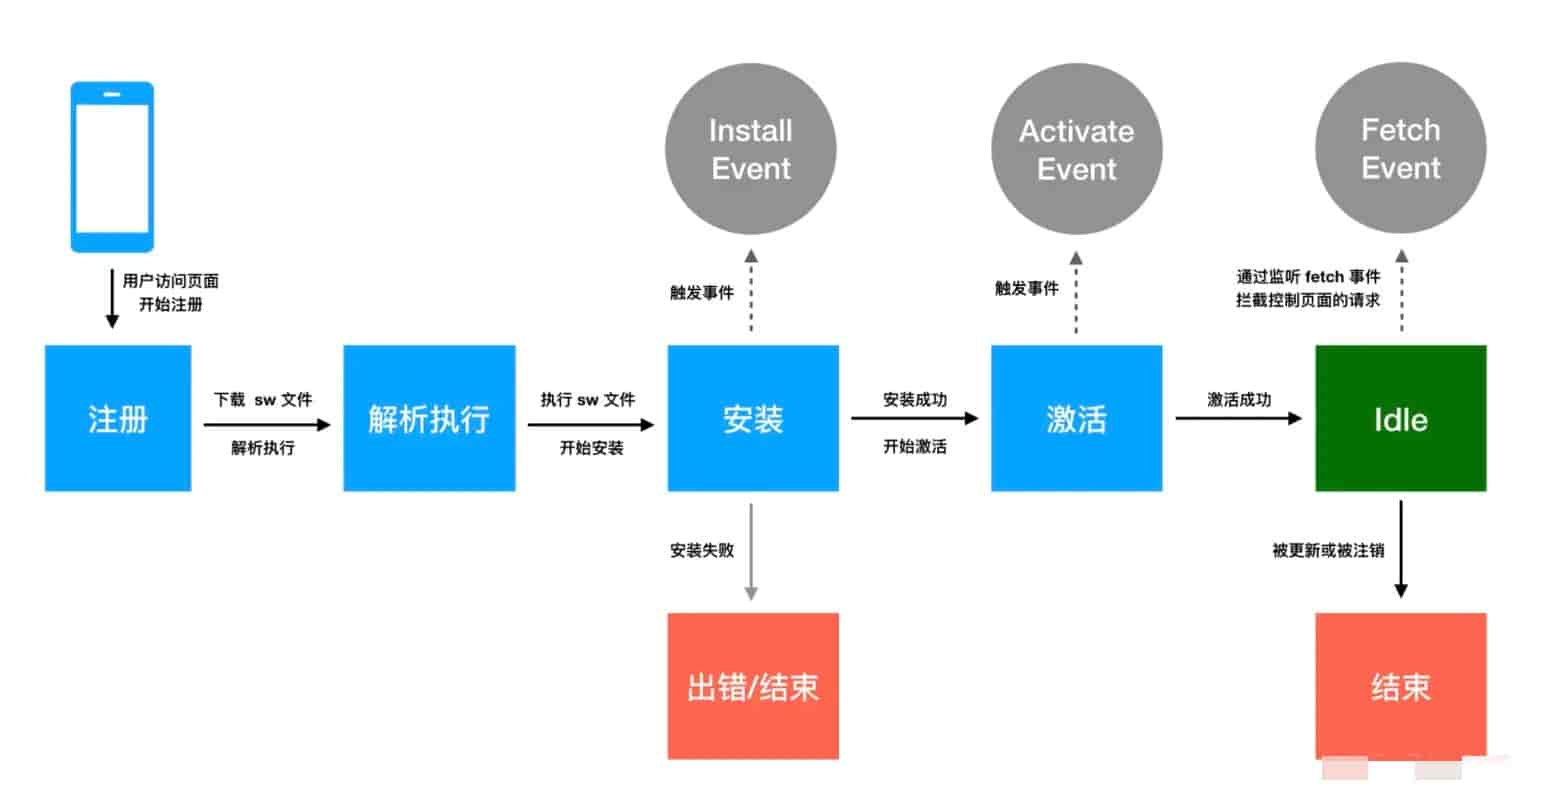 Install
Event
Activate
Event
Fetch
Event
用户访问页面
开始注册
触发事件
触发事件
通过监听 fetch 事件
拦截控制页面的请求
注册
下载 sw 文件
解析执行
解析执行
执行 sw 文件
开始安装
安装
安装成功
开始激活
激活
激活成功
Idle
安装失败
被更新或被注销
出错/结束
结束